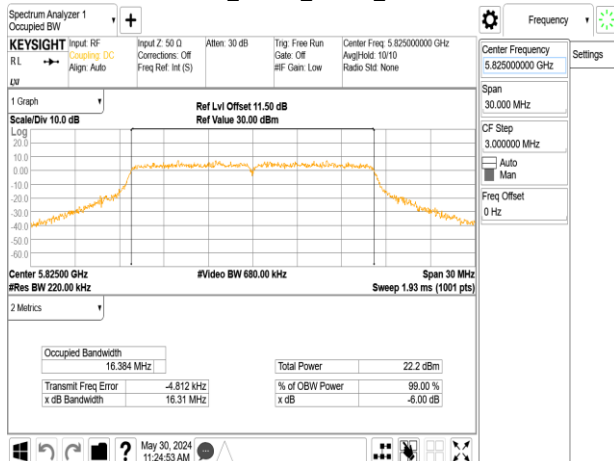 Spectrum Analyzer 1
Occupied BW
Frequency
KEYSIGHT
RL
LXI
Input: RF
Coupling: DC
Align: Auto
Input Z: 50 Ω
Corrections: Off
Freq Ref: Int (S)
Atten: 30 dB
Trig: Free Run
Gate: Off
#IF Gain: Low
Center Freq: 5.825000000 GHz
Avg|Hold: 10/10
Radio Std: None
Center Frequency
5.825000000 GHz
Settings
Span
30.000 MHz
CF Step
3.000000 MHz
Auto
Man
Freq Offset
0 Hz
1 Graph
Scale/Div 10.0 dB
Ref Lvl Offset 11.50 dB
Ref Value 30.00 dBm
Log
20.0
10.0
0.00
-10.0
-20.0
-30.0
-40.0
-50.0
-60.0
Center 5.82500 GHz
#Video BW 680.00 kHz
Span 30 MHz
#Res BW 220.00 kHz
Sweep 1.93 ms (1001 pts)
2 Metrics
Occupied Bandwidth
16.384 MHz
Total Power 22.2 dBm
Transmit Freq Error -4.812 kHz
% of OBW Power 99.00 %
x dB Bandwidth 16.31 MHz
x dB -6.00 dB
?
May 30, 2024
11:24:53 AM